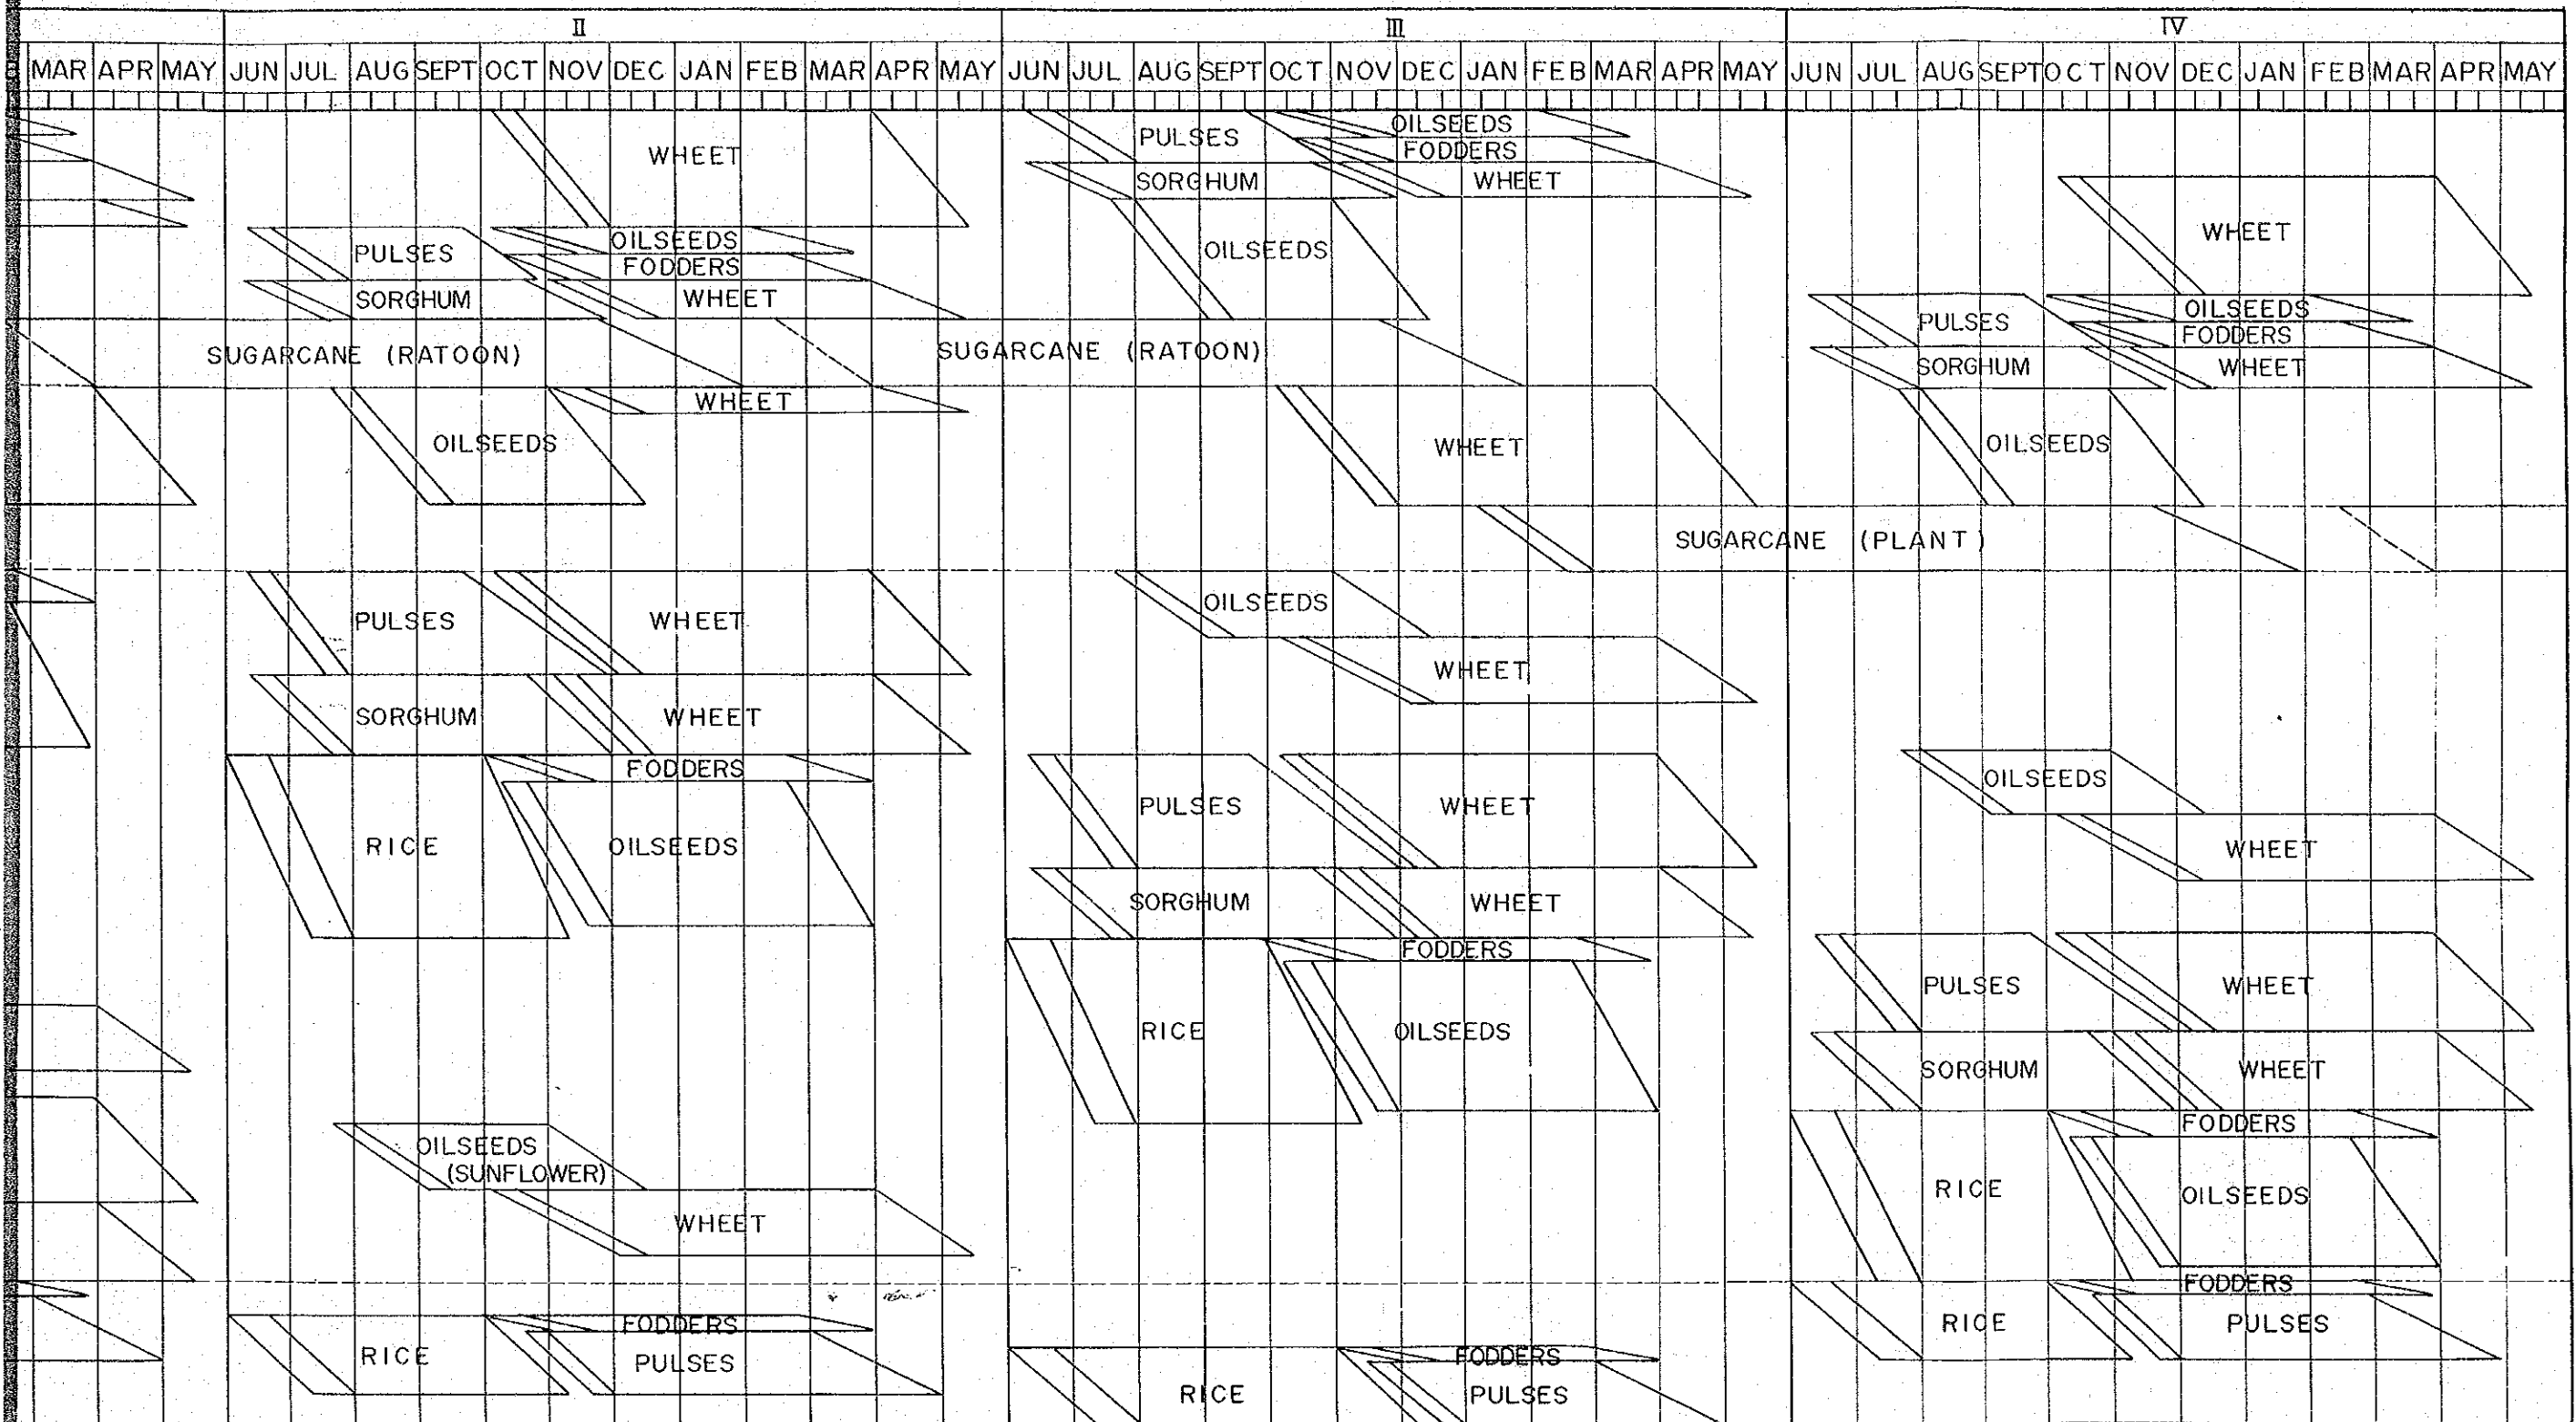 II III IV
MAR APR MAY JUN JUL AUG SEPT OCT NOV DEC JAN FEB MAR APR MAY JUN JUL AUG SEPT OCT NOV DEC JAN FEB MAR APR MAY JUN JUL AUG SEPT OCT NOV DEC JAN FEB MAR APR MAY
WHEET
PULSES
OILSEEDS
FODDERS
SORGHUM
WHEET
SUGARCANE (RATOON)
WHEET
OILSEEDS
PULSES
WHEET
SORGHUM
WHEET
FODDERS
RICE
OILSEEDS
OILSEEDS
(SUNFLOWER)
WHEET
FODDERS
RICE
PULSES
PULSES
OILSEEDS
FODDERS
SORGHUM
WHEET
OILSEEDS
SUGARCANE (RATOON)
WHEET
SUGARCANE (PLANT)
OILSEEDS
WHEET
PULSES
WHEET
SORGHUM
WHEET
FODDERS
RICE
OILSEEDS
FODDERS
RICE
PULSES
WHEET
PULSES
OILSEEDS
FODDERS
SORGHUM
WHEET
OILSEEDS
OILSEEDS
WHEET
PULSES
WHEET
SORGHUM
WHEET
FODDERS
RICE
OILSEEDS
FODDERS
RICE
PULSES